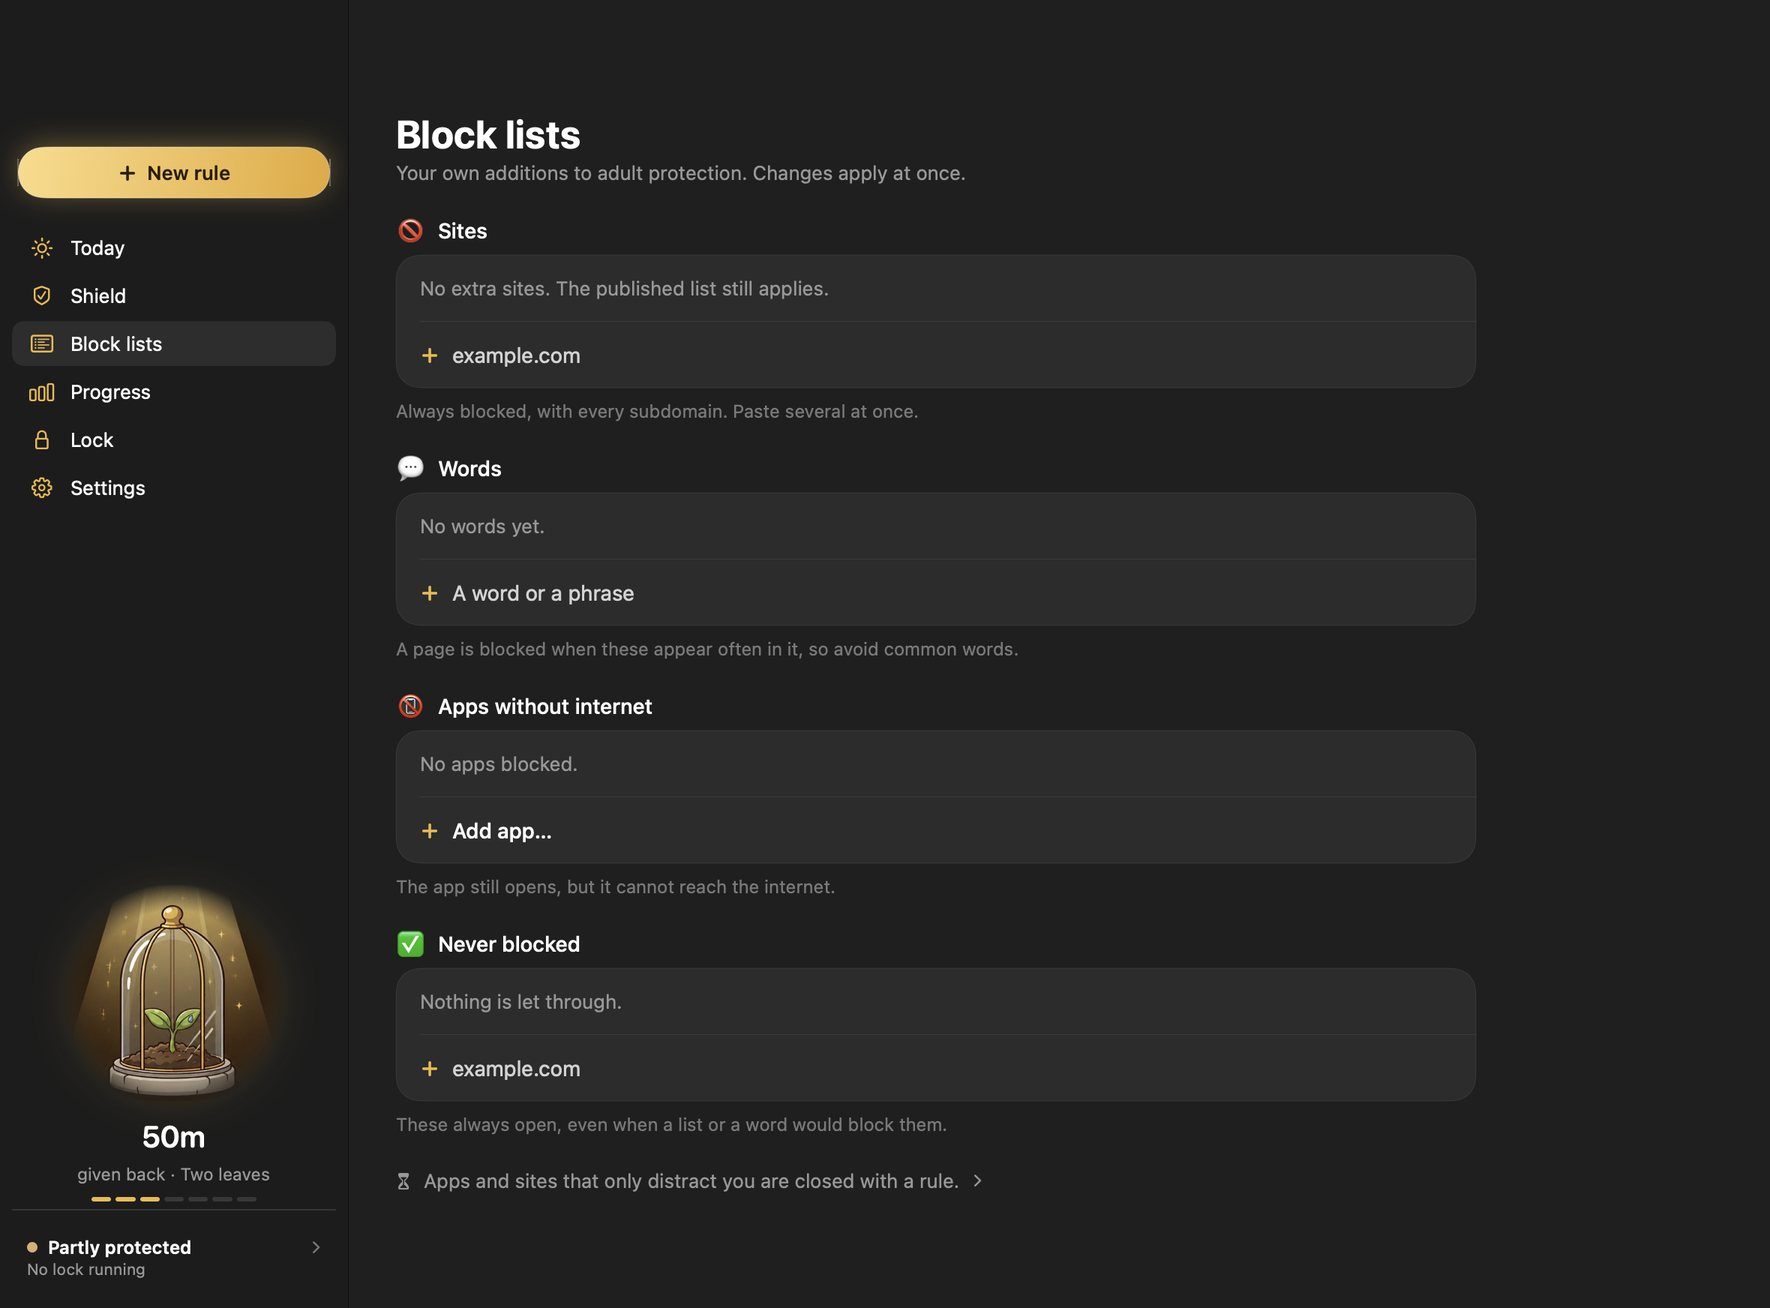 New rule
Today
Shield
Block lists
Progress
Lock
Settings
50m
given back · Two leaves
Partly protected
No lock running
Block lists
Your own additions to adult protection. Changes apply at once.
Sites
No extra sites. The published list still applies.
example.com
Always blocked, with every subdomain. Paste several at once.
Words
No words yet.
A word or a phrase
A page is blocked when these appear often in it, so avoid common words.
Apps without internet
No apps blocked.
Add app...
The app still opens, but it cannot reach the internet.
Never blocked
Nothing is let through.
example.com
These always open, even when a list or a word would block them.
Apps and sites that only distract you are closed with a rule.